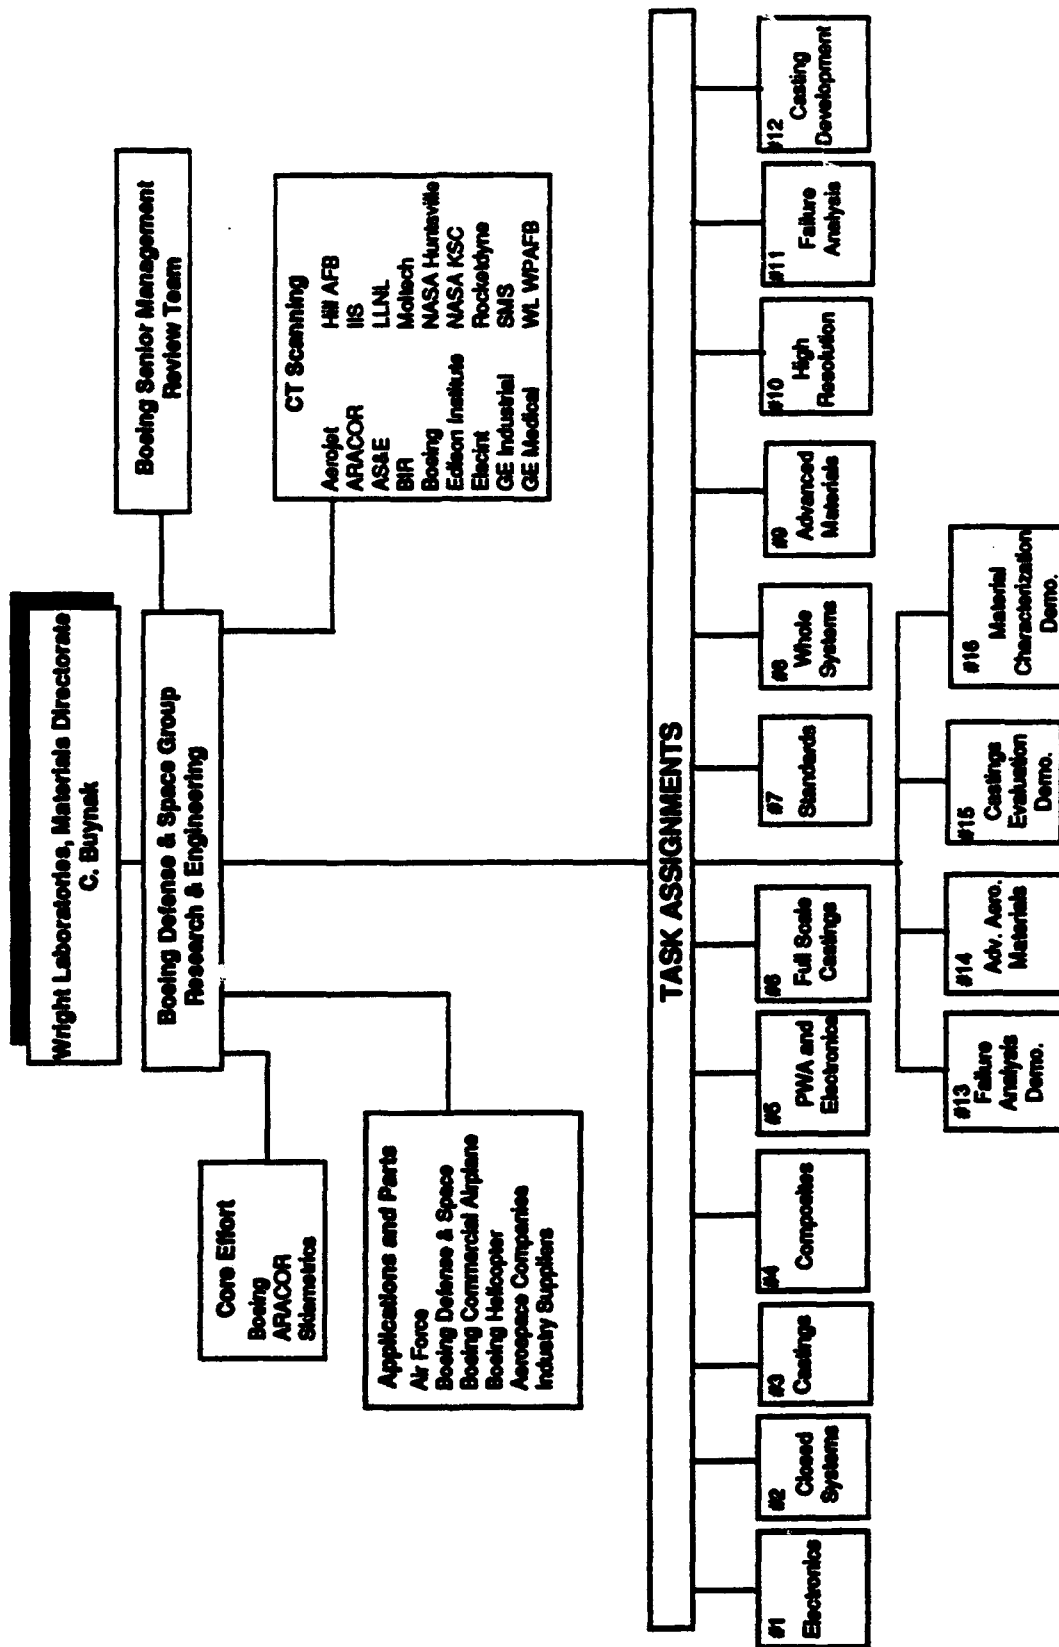 Wright Laboratories, Materials Directorate
C. Buynak
Boeing Defense & Space Group
Research & Engineering
Boeing Senior Management
Review Team
Core Effort
Boeing
ARACOR
Skiametrics
Applications and Parts
Air Force
Boeing Defense & Space
Boeing Commercial Airplane
Boeing Helicopter
Aerospace Companies
Industry Suppliers
CT Scanning
Aerojet Hill AFB
ARACOR IIS
AS&E LLNL
BIR Moltech
Boeing NASA Huntsville
Edison Institute NASA KSC
Elscint Rocketdyne
GE Industrial SMS
GE Medical WL WPAFB
TASK ASSIGNMENTS
#1
Electronics
#2
Closed
Systems
#3
Castings
#4
Composites
#5
PWA and
Electronics
#6
Full Scale
Castings
#7
Standards
#8
Whole
Systems
#9
Advanced
Materials
#10
High
Resolution
#11
Failure
Analysis
#12
Casting
Development
#13
Failure
Analysis
Demo.
#14
Adv. Aero.
Materials
#15
Castings
Evaluation
Demo.
#16
Material
Characterization
Demo.